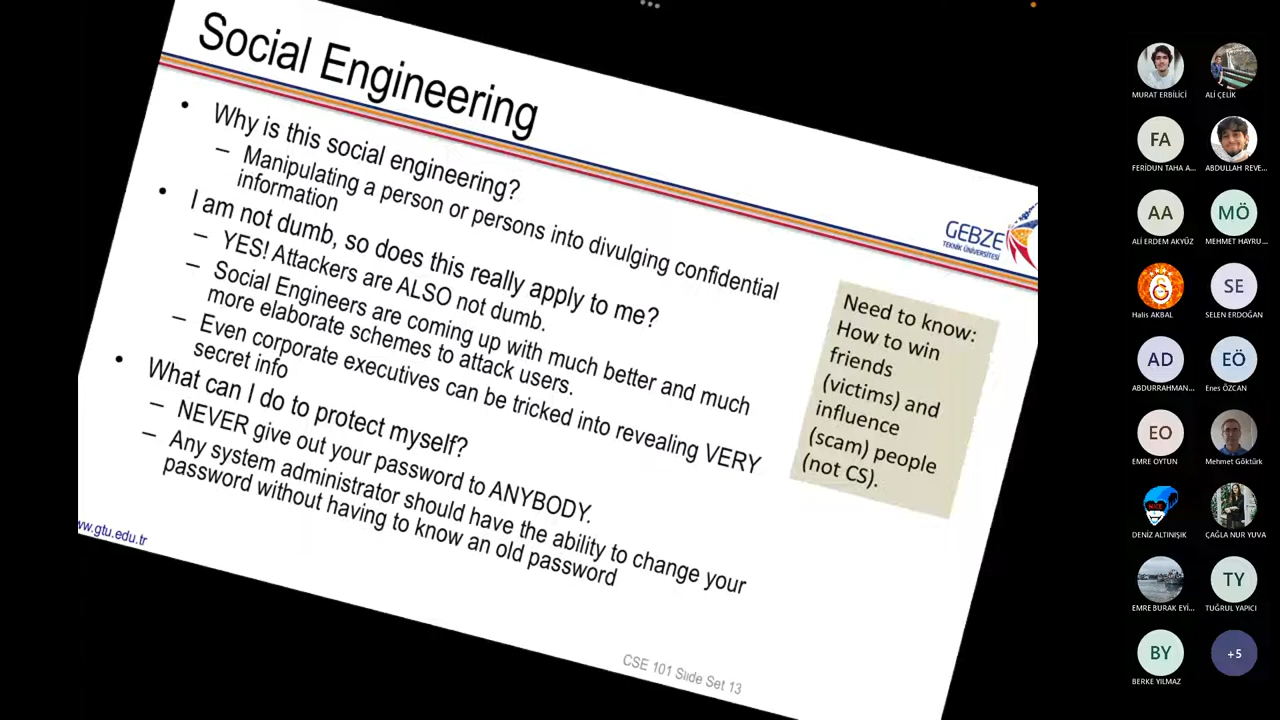 Social Engineering
• Why is this social engineering?
– Manipulating a person or persons into divulging confidential
information
• I am not dumb, so does this really apply to me?
– YES! Attackers are ALSO not dumb.
– Social Engineers are coming up with much better and much
more elaborate schemes to attack users.
– Even corporate executives can be tricked into revealing VERY
secret info
• What can I do to protect myself?
– NEVER give out your password to ANYBODY.
– Any system administrator should have the ability to change your
password without having to know an old password
GEBZE
TEKNİK ÜNİVERSİTESİ
Need to know:
How to win
friends
(victims) and
influence
(scam) people
(not CS).
ww.gtu.edu.tr
CSE 101 Slide Set 13
MURAT ERBİLİCİ
ALİ ÇELİK
FA
FERİDUN TAHA A...
ABDULLAH REVE...
AA
ALİ ERDEM AKYÜZ
MÖ
MEHMET HAYRU...
Halis AKBAL
SE
SELEN ERDOĞAN
AD
ABDURRAHMAN...
EÖ
Enes ÖZCAN
EO
EMRE OYTUN
Mehmet Göktürk
DENİZ ALTINIŞIK
ÇAĞLA NUR YUVA
EMRE BURAK EYİ...
TY
TUĞRUL YAPICI
BY
BERKE YILMAZ
+5